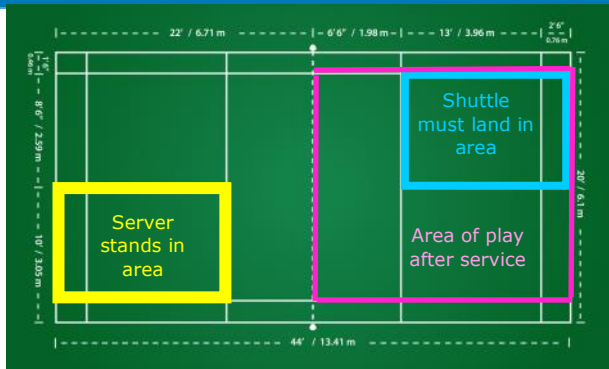 22' / 6.71 m
6'6" / 1.98 m
13' / 3.96 m
2'6"
0.76 m
1'6"
0.46 m
8'6" / 2.59 m
10' / 3.05 m
20' / 6.1 m
Shuttle
must land in
area
Server
stands in
area
Area of play
after service
44' / 13.41 m